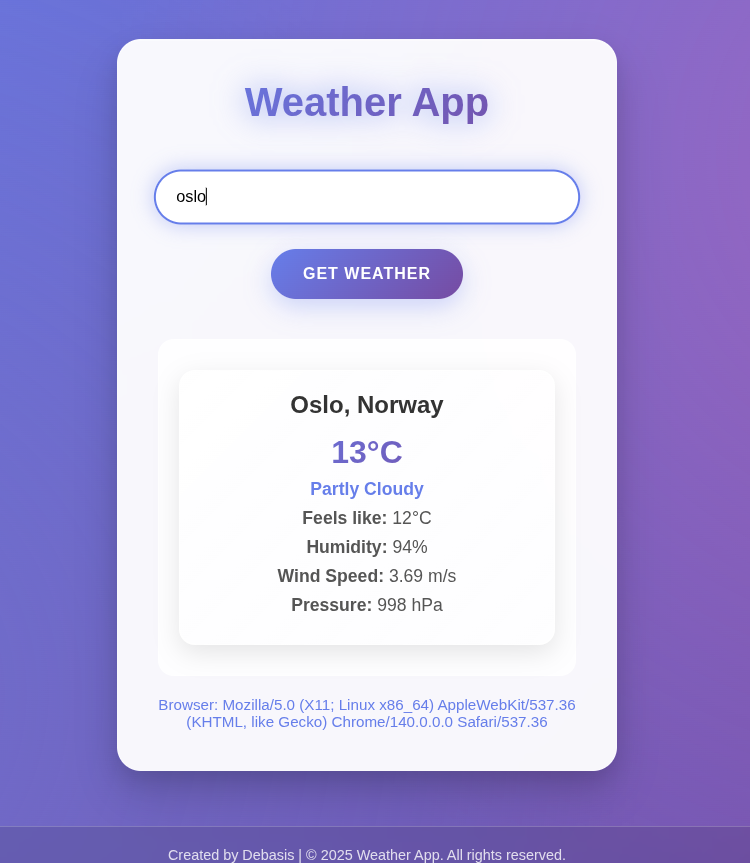 Weather App
oslo
GET WEATHER
Oslo, Norway
13°C
Partly Cloudy
Feels like: 12°C
Humidity: 94%
Wind Speed: 3.69 m/s
Pressure: 998 hPa
Browser: Mozilla/5.0 (X11; Linux x86_64) AppleWebKit/537.36
(KHTML, like Gecko) Chrome/140.0.0.0 Safari/537.36
Created by Debasis | © 2025 Weather App. All rights reserved.